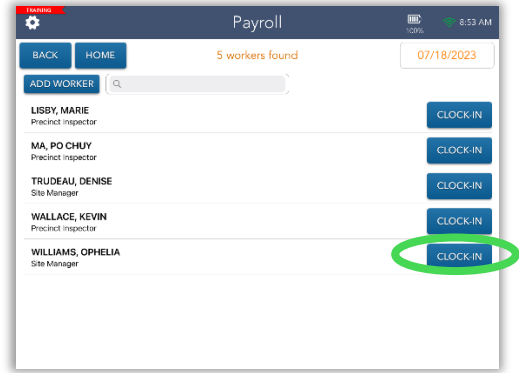 TRAINING
Payroll
100%
8:53 AM
BACK
HOME
5 workers found
07/18/2023
ADD WORKER
LISBY, MARIE
Precinct Inspector
CLOCK-IN
MA, PO CHUY
Precinct Inspector
CLOCK-IN
TRUDEAU, DENISE
Site Manager
CLOCK-IN
WALLACE, KEVIN
Precinct Inspector
CLOCK-IN
WILLIAMS, OPHELIA
Site Manager
CLOCK-IN